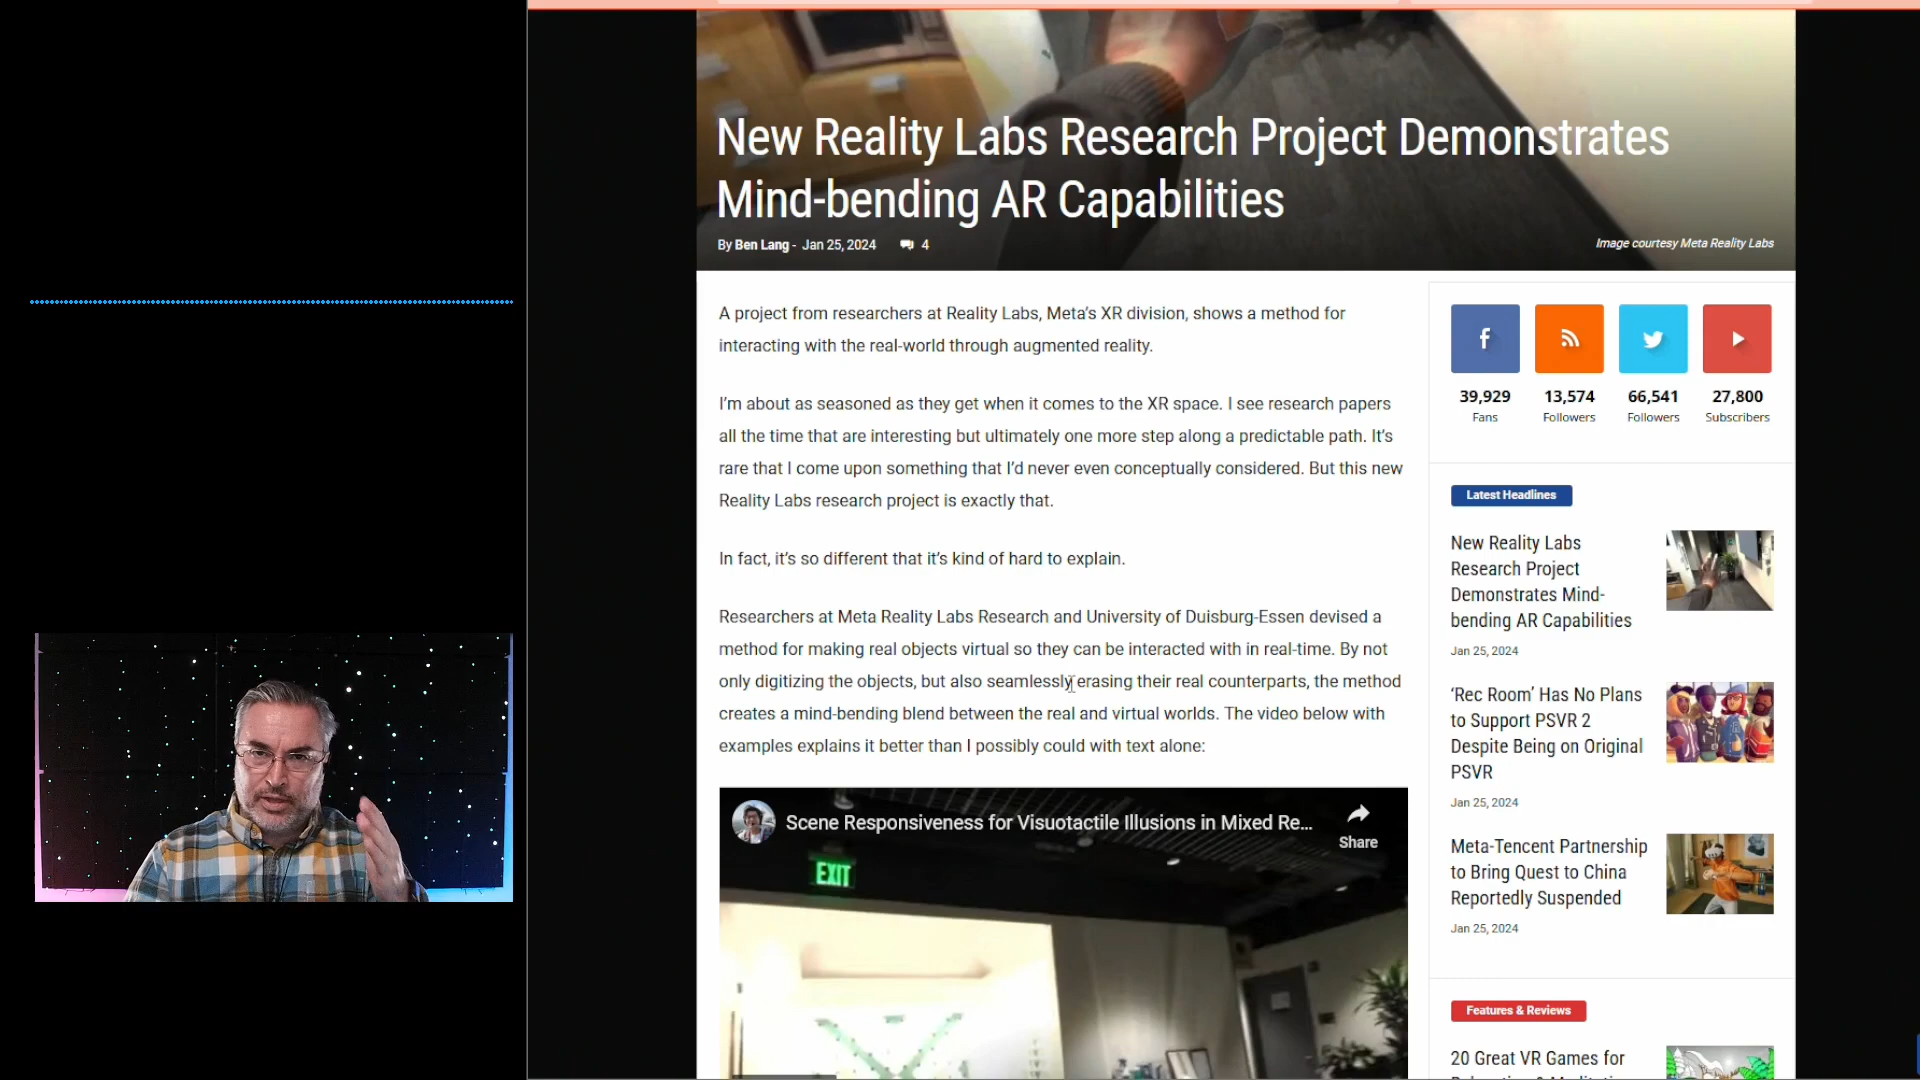 New Reality Labs Research Project Demonstrates
Mind-bending AR Capabilities
By Ben Lang - Jan 25, 2024 4
Image courtesy Meta Reality Labs
A project from researchers at Reality Labs, Meta's XR division, shows a method for
interacting with the real-world through augmented reality.
I'm about as seasoned as they get when it comes to the XR space. I see research papers
all the time that are interesting but ultimately one more step along a predictable path. It's
rare that I come upon something that I'd never even conceptually considered. But this new
Reality Labs research project is exactly that.
In fact, it's so different that it's kind of hard to explain.
Researchers at Meta Reality Labs Research and University of Duisburg-Essen devised a
method for making real objects virtual so they can be interacted with in real-time. By not
only digitizing the objects, but also seamlessly erasing their real counterparts, the method
creates a mind-bending blend between the real and virtual worlds. The video below with
examples explains it better than I possibly could with text alone:
Scene Responsiveness for Visuotactile Illusions in Mixed Re...
Share
EXIT
39,929 13,574 66,541 27,800
Fans Followers Followers Subscribers
Latest Headlines
New Reality Labs
Research Project
Demonstrates Mind-
bending AR Capabilities
Jan 25, 2024
‘Rec Room’ Has No Plans
to Support PSVR 2
Despite Being on Original
PSVR
Jan 25, 2024
Meta-Tencent Partnership
to Bring Quest to China
Reportedly Suspended
Jan 25, 2024
Features & Reviews
20 Great VR Games for